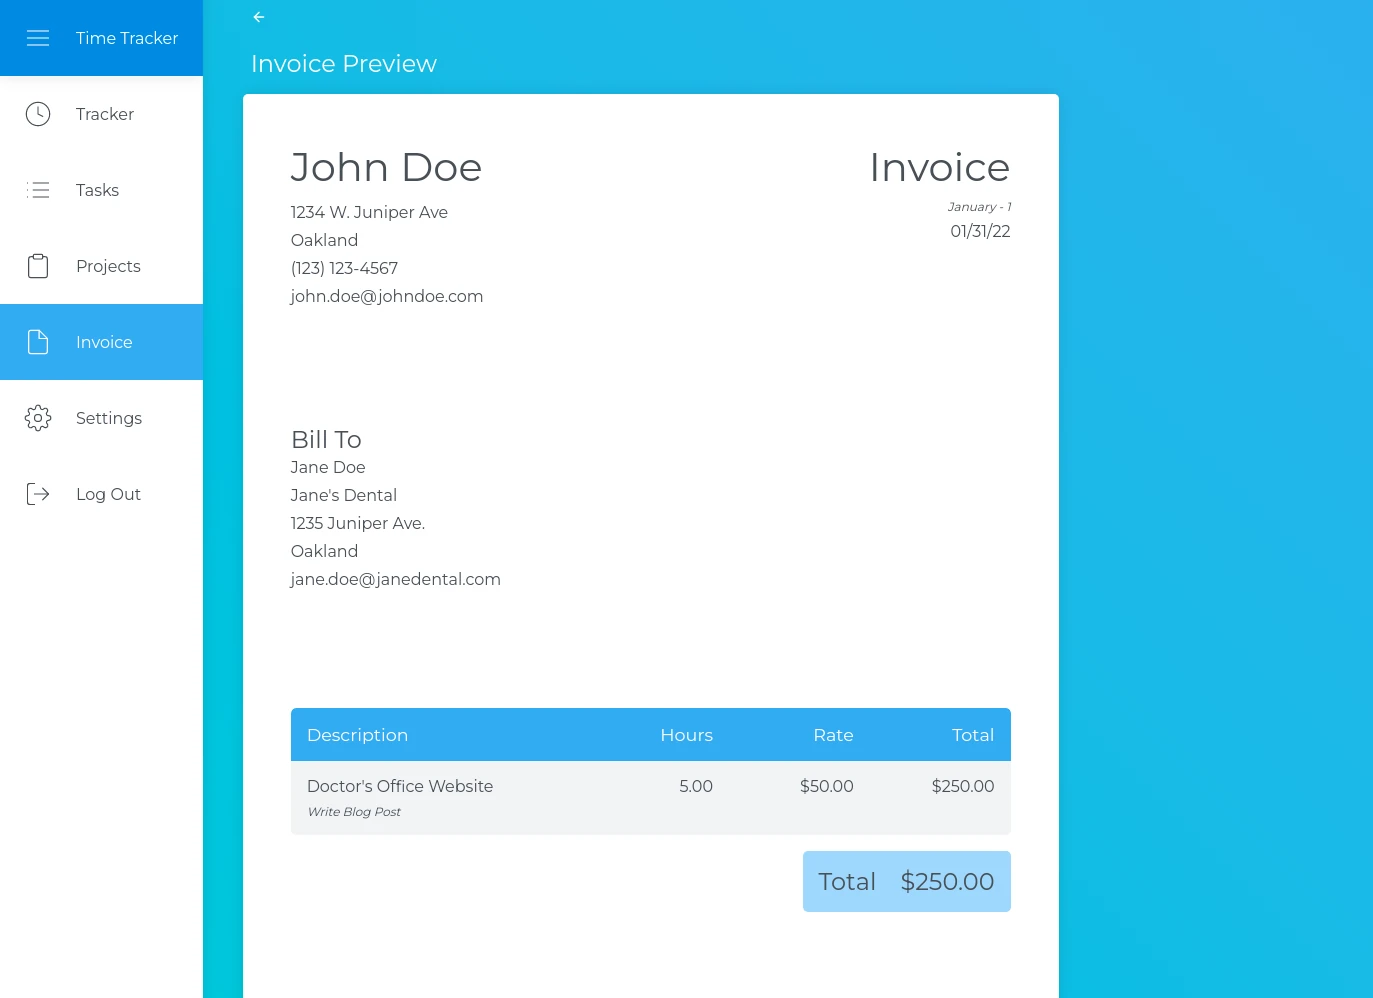 Time Tracker
Tracker
Tasks
Projects
Invoice
Settings
Log Out
Invoice Preview
John Doe
1234 W. Juniper Ave
Oakland
(123) 123-4567
john.doe@johndoe.com
Invoice
January - 1
01/31/22
Bill To
Jane Doe
Jane's Dental
1235 Juniper Ave.
Oakland
jane.doe@janedental.com
Description Hours Rate Total
Doctor's Office Website 5.00 $50.00 $250.00
Write Blog Post
Total $250.00